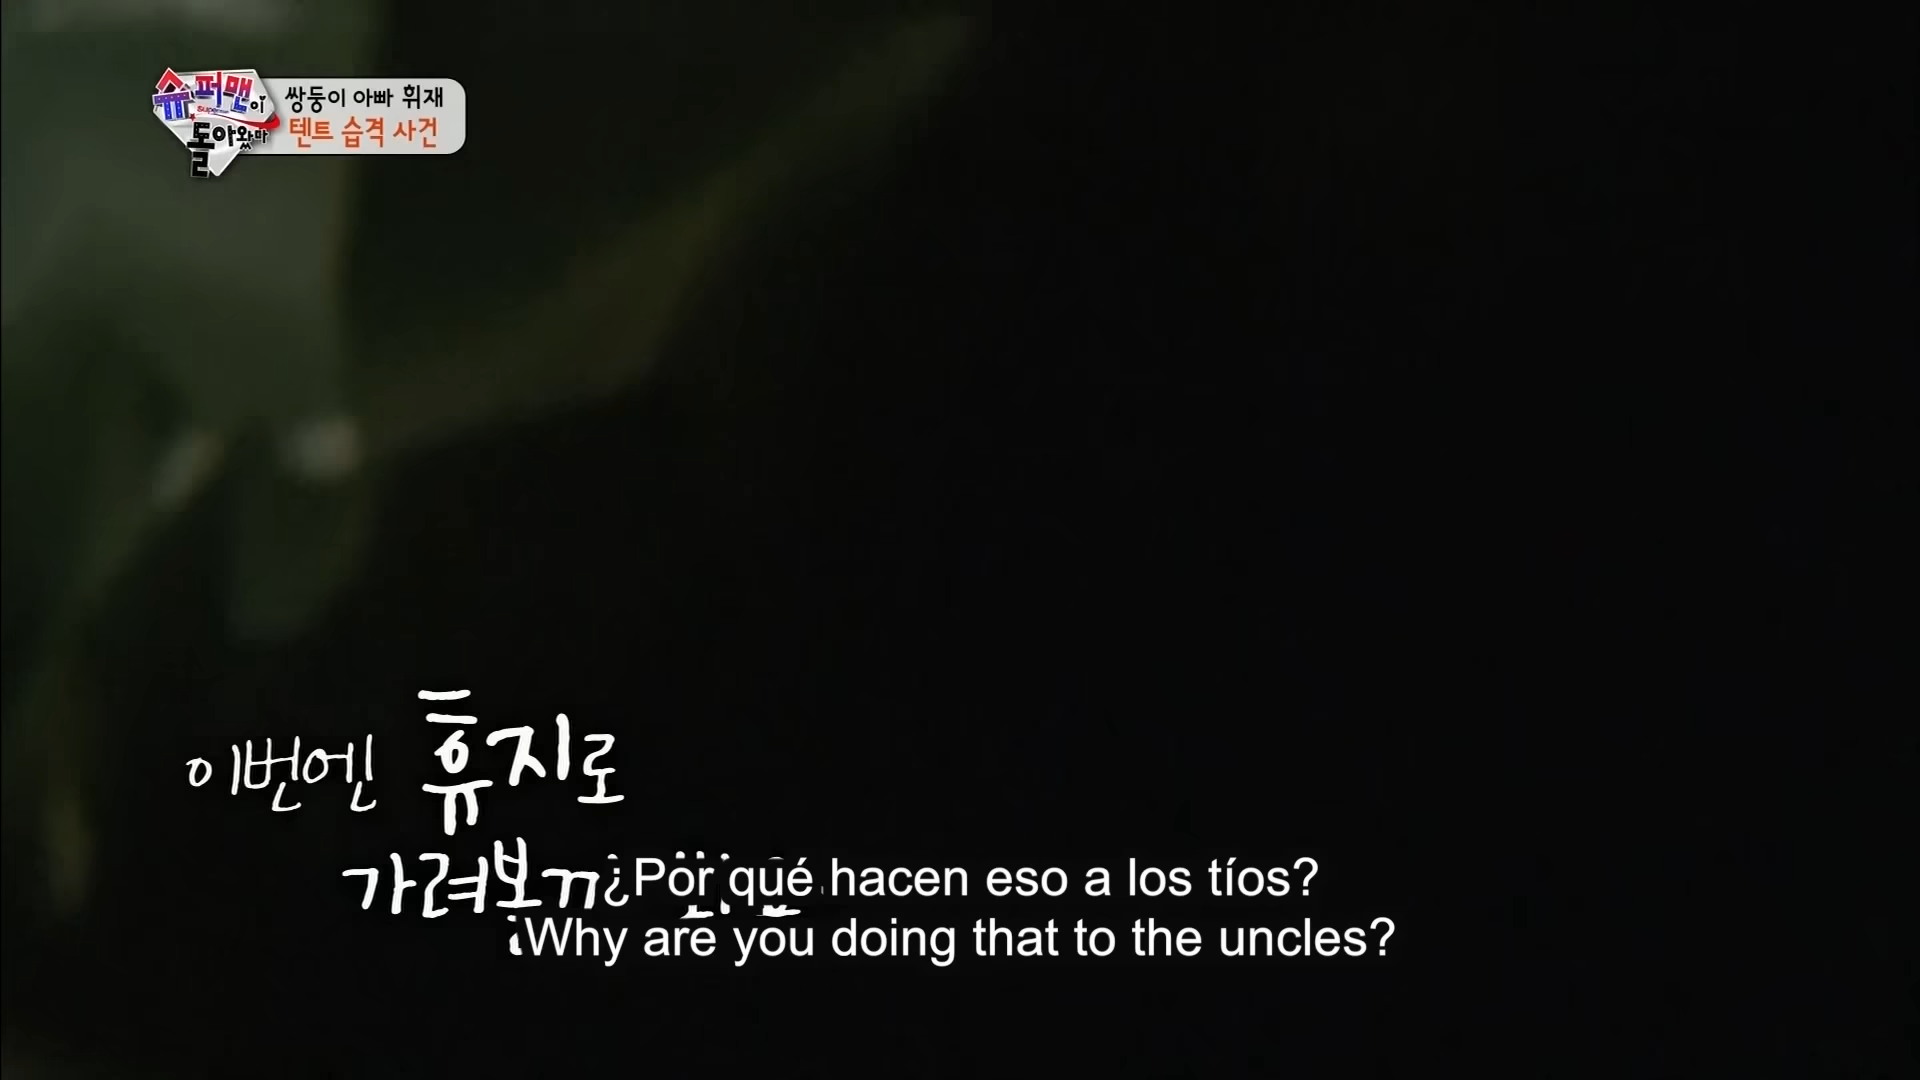 슈퍼맨이
돌아왔다
쌍둥이 아빠 휘재
텐트 습격 사건
이번엔 휴지로
가려보까
¿Por qué hacen eso a los tíos?
¿Why are you doing that to the uncles?